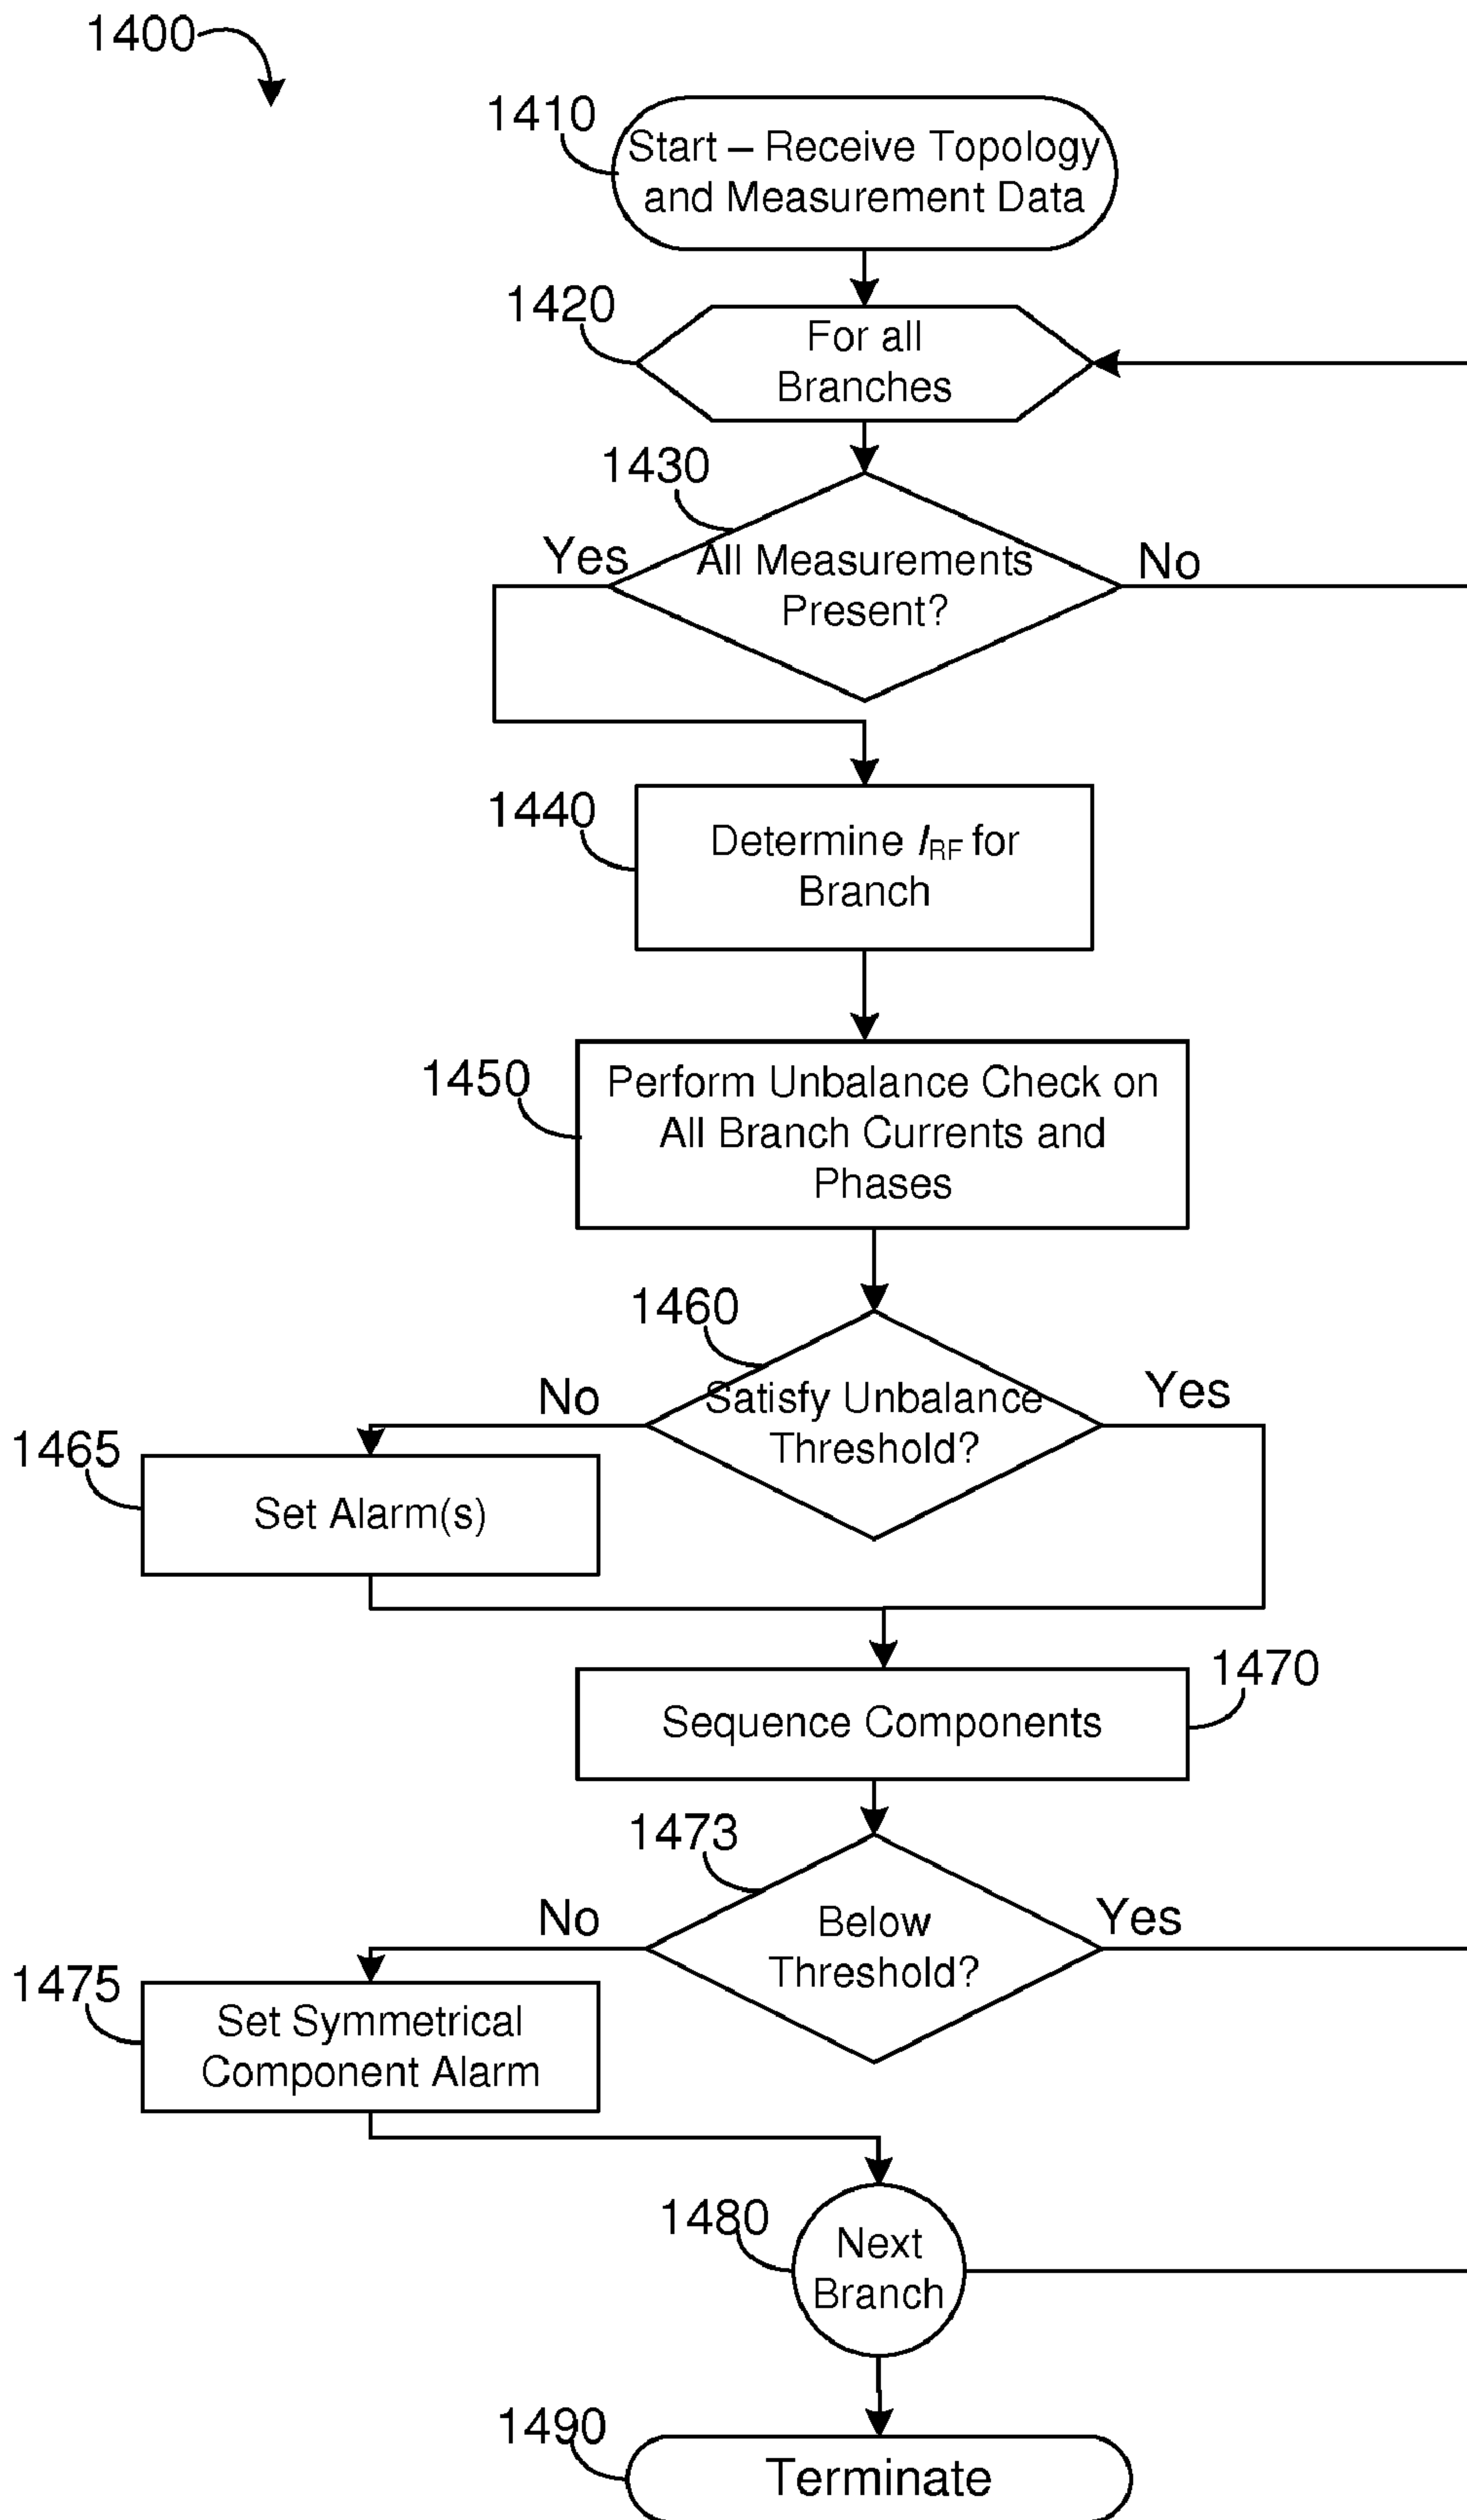 1400
1410
Start – Receive Topology
and Measurement Data
1420
For all
Branches
1430
Yes
All Measurements
Present?
No
1440
Determine IRF for
Branch
1450
Perform Unbalance Check on
All Branch Currents and
Phases
1460
No
Satisfy Unbalance
Threshold?
Yes
1465
Set Alarm(s)
1470
Sequence Components
1473
No
Below
Threshold?
Yes
1475
Set Symmetrical
Component Alarm
1480
Next
Branch
1490
Terminate